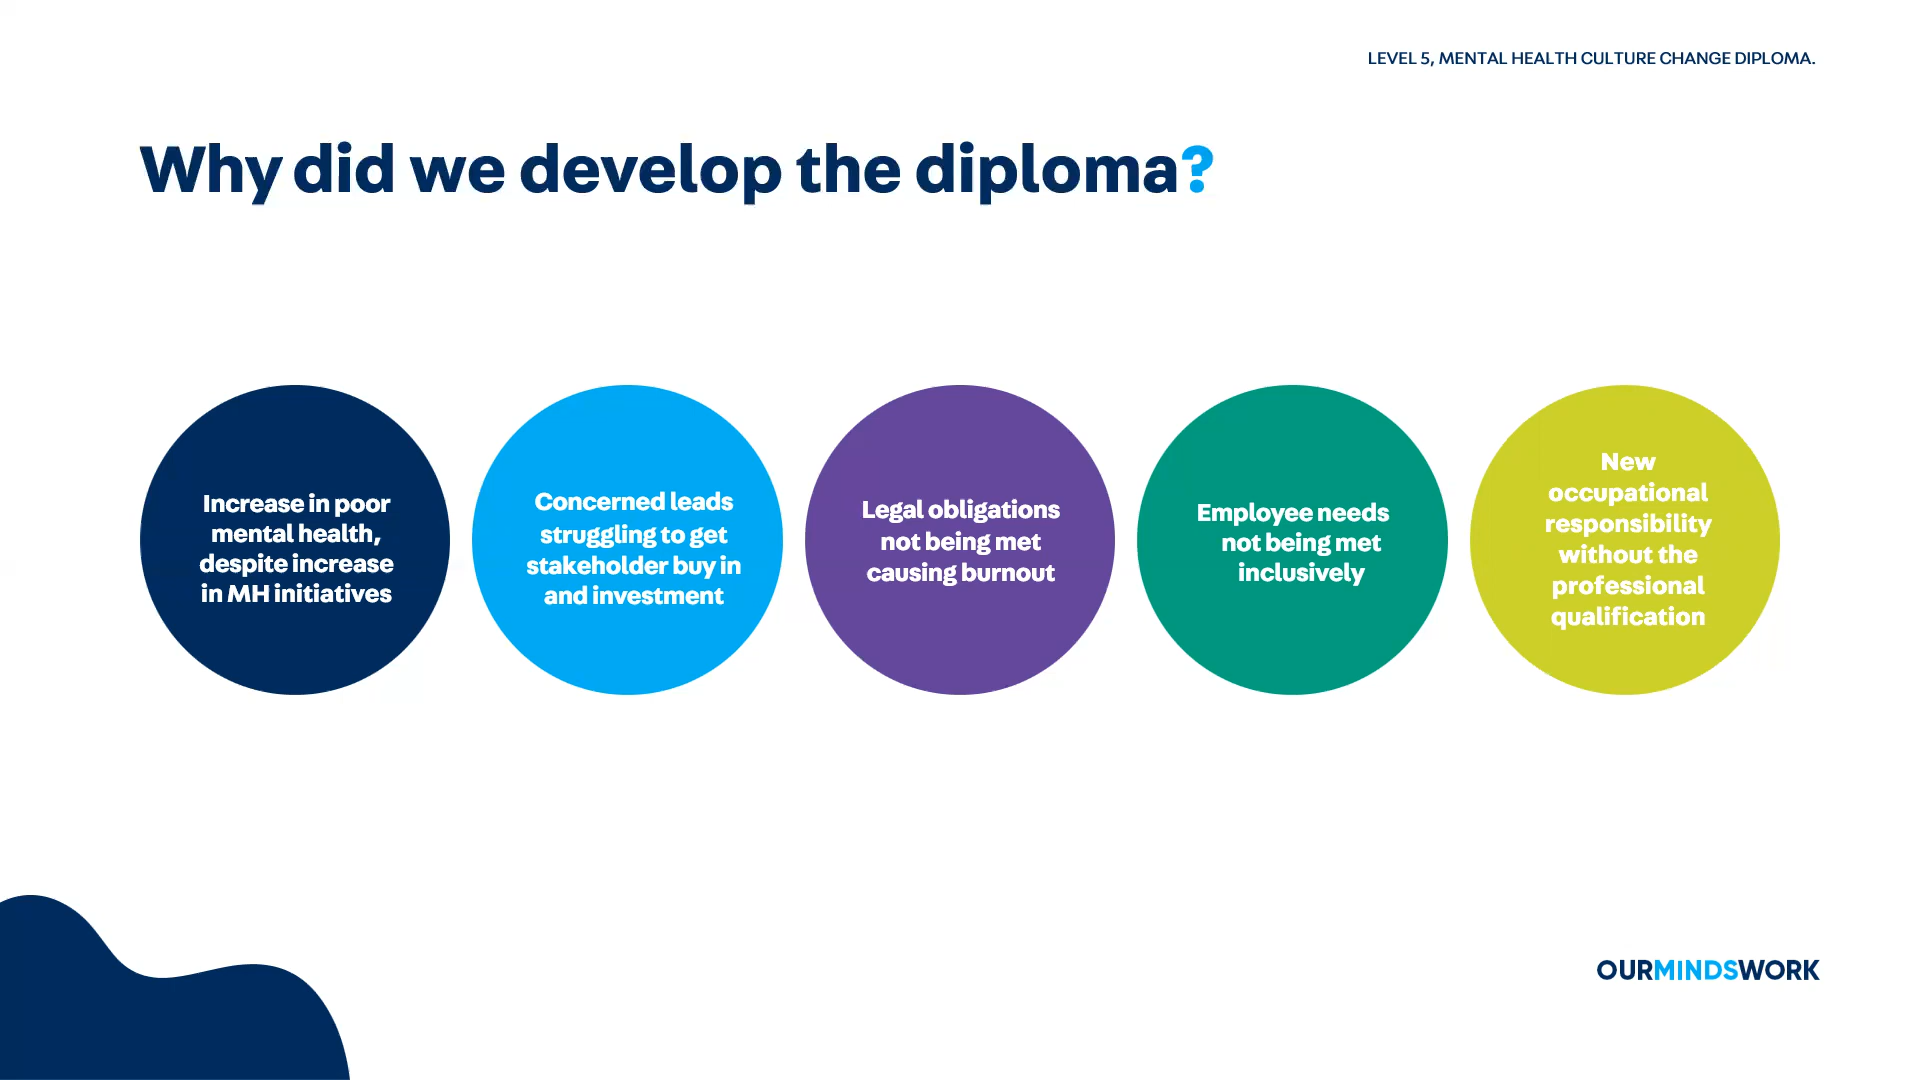 LEVEL 5, MENTAL HEALTH CULTURE CHANGE DIPLOMA.
Why did we develop the diploma?
Increase in poor
mental health,
despite increase
in MH initiatives
Concerned leads
struggling to get
stakeholder buy in
and investment
Legal obligations
not being met
causing burnout
Employee needs
not being met
inclusively
New
occupational
responsibility
without the
professional
qualification
OURMINDSWORK